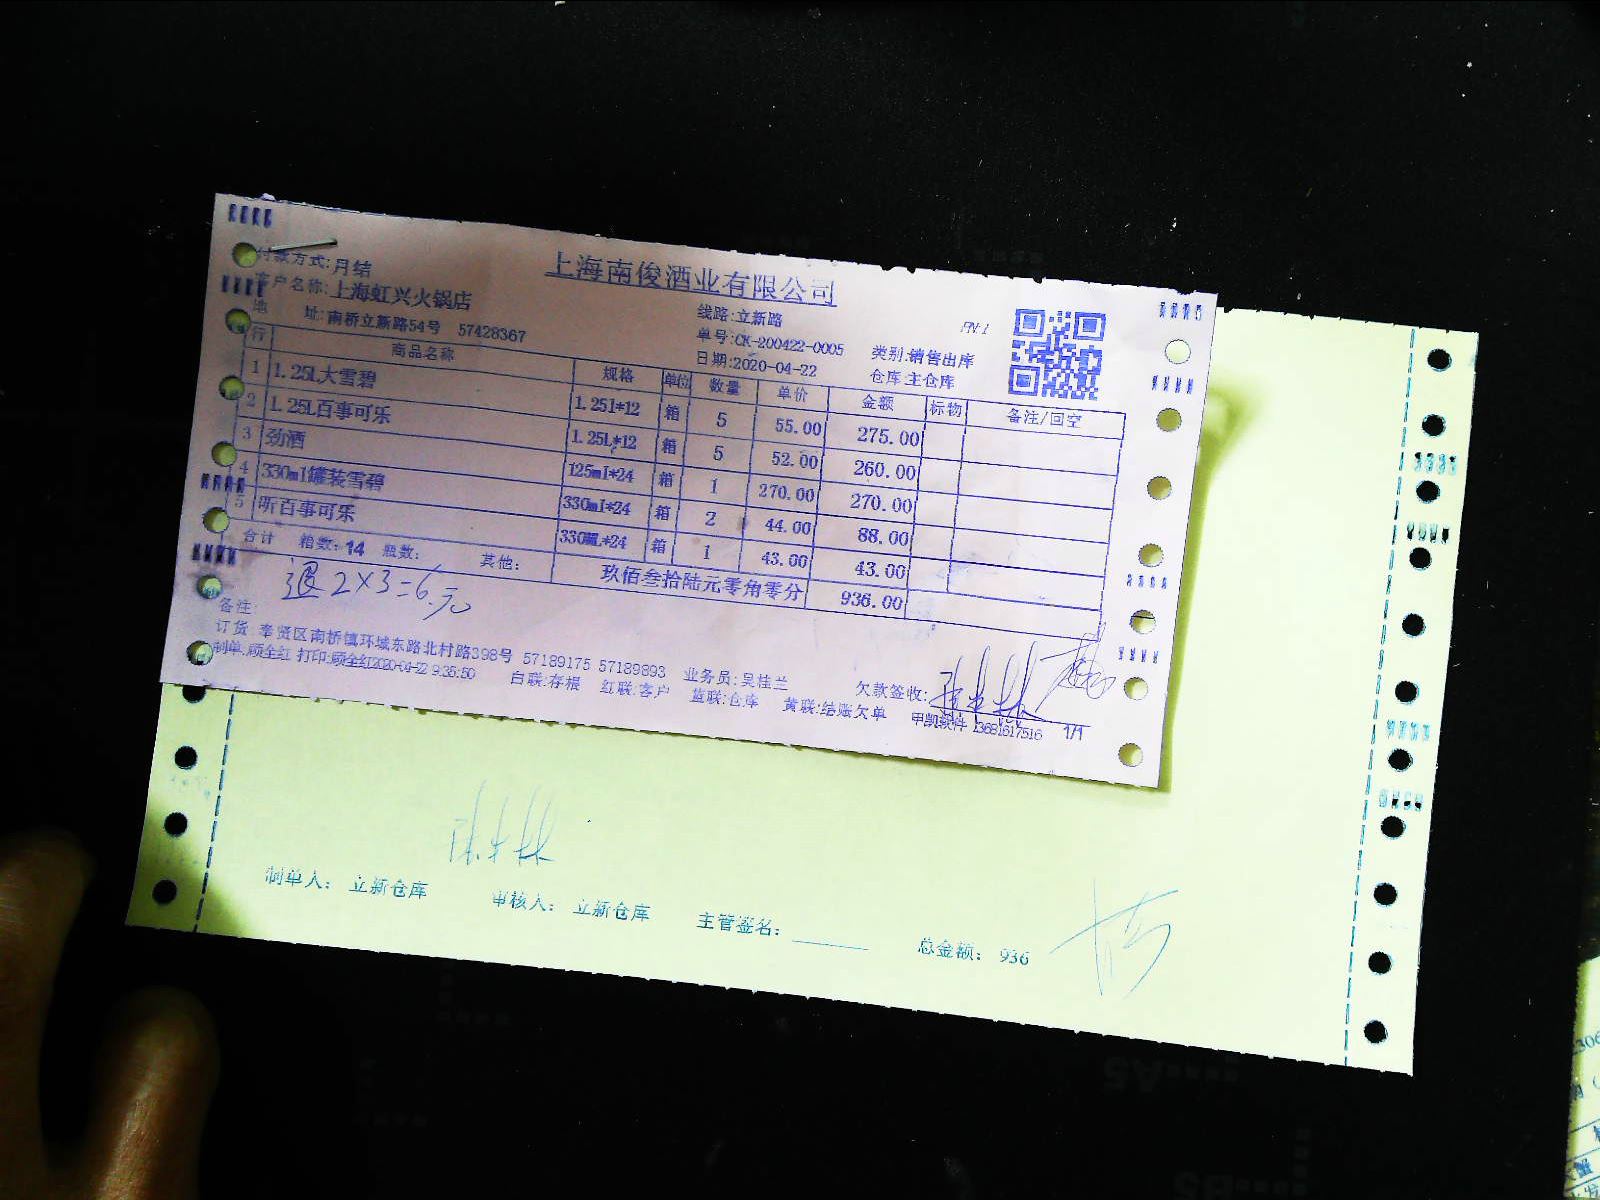 上海南俊酒业有限公司
付款方式:月结
客户名称:上海虹兴火锅店
线路:立新路
地 址:南桥立新路54号 57428367
单号:CK-200422-0005 类别:销售出库
日期:2020-04-22 仓库:主仓库
行 商品名称 规格 单位 数量 单价 金额 标物 备注/回空
1 1.25L大雪碧 1.25l*12 箱 5 55.00 275.00
2 1.25L百事可乐 1.25L*12 箱 5 52.00 260.00
3 劲酒 125ml*24 箱 1 270.00 270.00
4 330ml罐装雪碧 330ml*24 箱 2 44.00 88.00
5 听百事可乐 330ML*24 箱 1 43.00 43.00
合计 箱数:14 瓶数: 其他: 玖佰叁拾陆元零角零分 936.00
退2×3=6元
备注:
订货:奉贤区南桥镇环城东路北村路398号 57189175 57189893 业务员:吴桂兰 欠款签收:
制单:顾全红 打印:顾全红2020-04-22 9:35:50 白联:存根 红联:客户 蓝联:仓库 黄联:结账欠单 甲凯软件 13681617516 1/1
制单人: 立新仓库 审核人: 立新仓库 主管签名: 总金额: 936